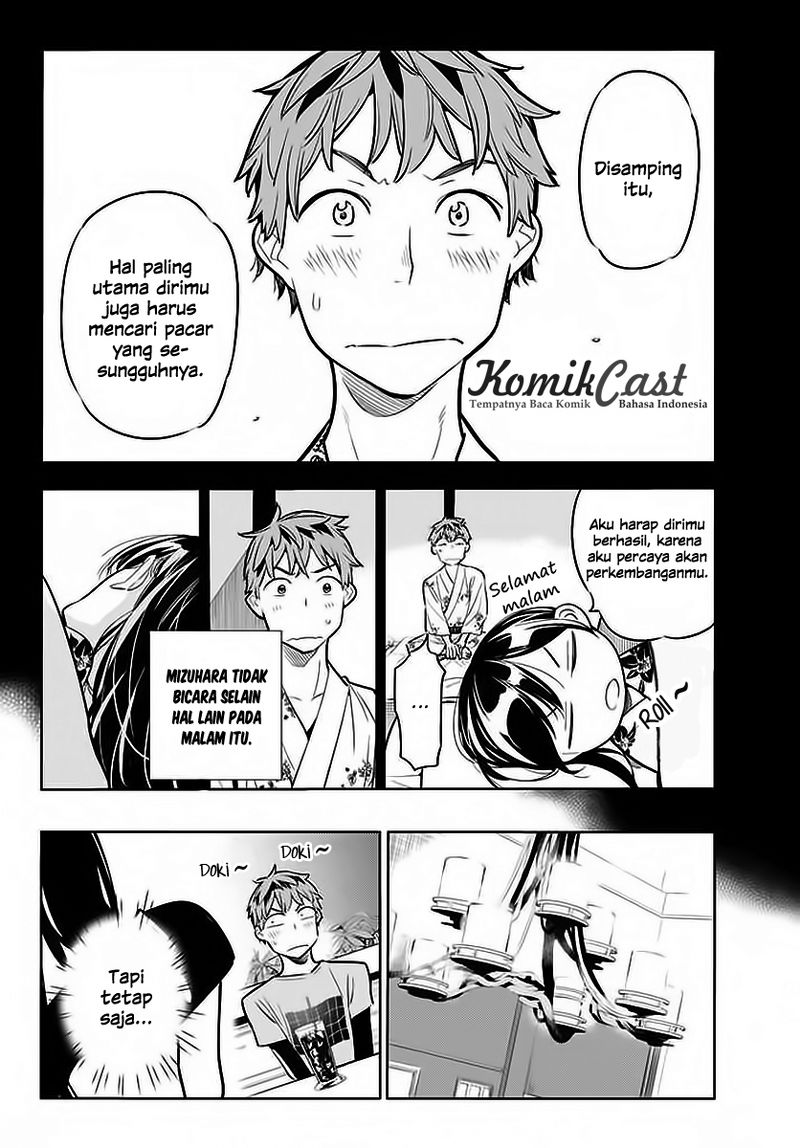 Disamping
itu,
Hal paling
utama dirimu
juga harus
mencari pacar
yang se-
sungguhnya.
KomikCast
Tempatnya Baca Komik Bahasa Indonesia
Aku harap dirimu
berhasil, karena
aku percaya akan
perkembanganmu.
Selamat
malam
Roll ~
...
MIZUHARA TIDAK
BICARA SELAIN
HAL LAIN PADA
MALAM ITU.
Doki ~
Doki ~
Tapi
tetap
saja...